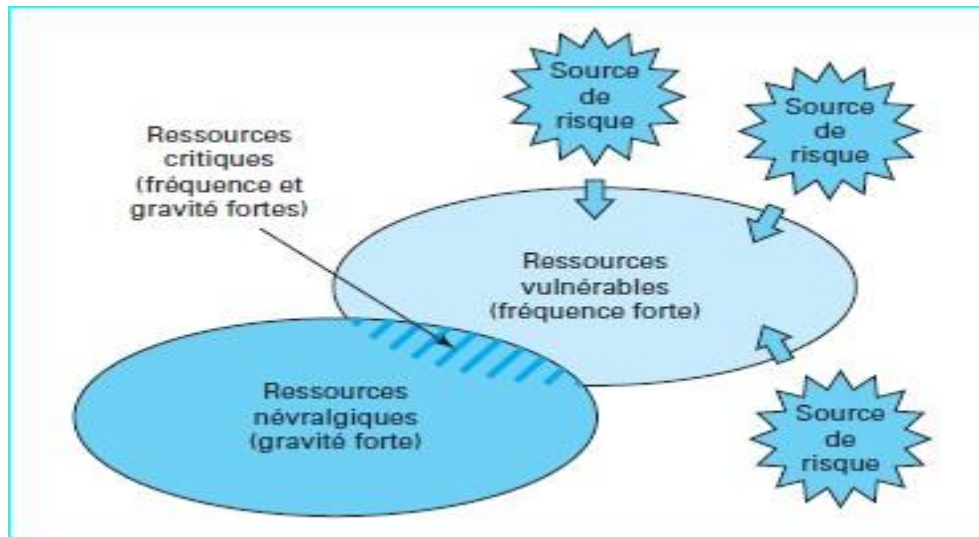 Source
de
risque
Source
de
risque
Ressources
critiques
(fréquence et
gravité fortes)
Ressources
vulnérables
(fréquence forte)
Ressources
névralgiques
(gravité forte)
Source
de
risque